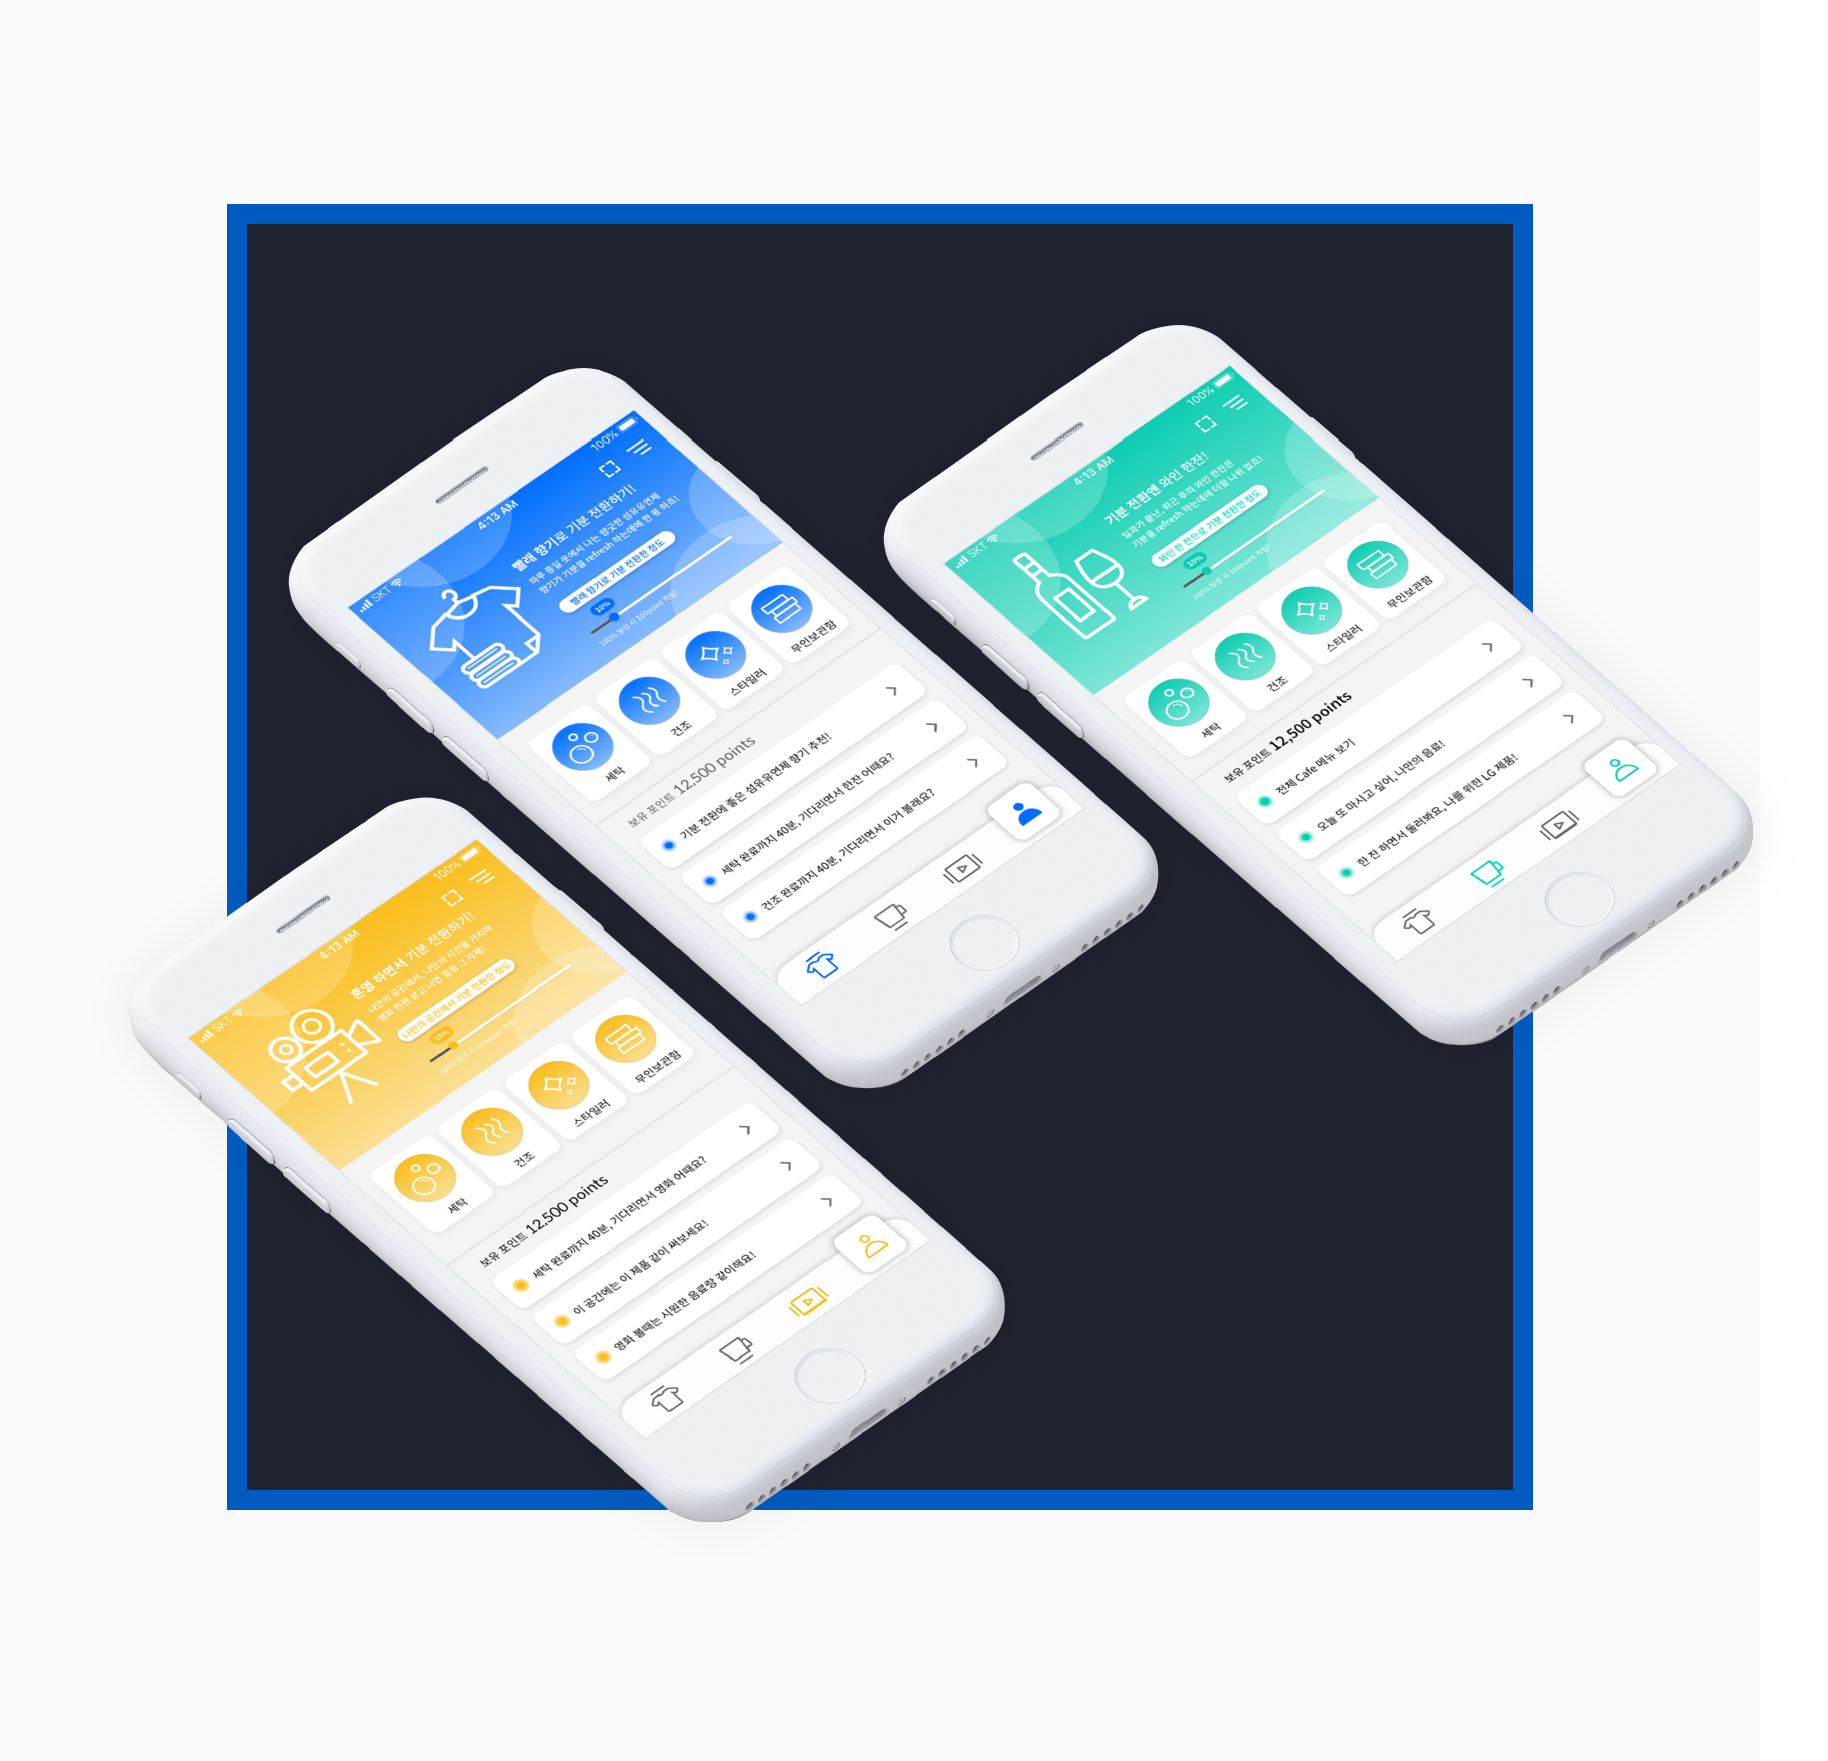 SKT
4:13 AM
100%
빨래 향기로 기분 전환하기!
하루 종일 옷에서 나는 향긋한 섬유유연제
향기가 기분을 refresh 하는데에 한 몫 하죠!
빨래 향기로 기분 전환한 정도
10%
100% 달성 시 100point 적립!
세탁
건조
스타일러
무인보관함
보유 포인트 12,500 points
기분 전환에 좋은 섬유유연제 향기 추천!
세탁 완료까지 40분, 기다리면서 한잔 어때요?
건조 완료까지 40분, 기다리면서 이거 볼래요?
SKT
4:13 AM
100%
기분 전환엔 와인 한잔!
일과가 끝난, 퇴근 후의 와인 한잔은
기분을 refresh 하는데에 더할 나위 없죠!
와인 한 잔으로 기분 전환한 정도
10%
100% 달성 시 100point 적립!
세탁
건조
스타일러
무인보관함
보유 포인트 12,500 points
전체 Cafe 메뉴 보기
오늘 또 마시고 싶어, 나만의 음료!
한 잔 하면서 둘러봐요, 나를 위한 LG 제품!
SKT
4:13 AM
100%
혼영 하면서 기분 전환하기!
나만의 공간에서, 나만의 시간을 가지며
영화 한편 보고 나면 힐링 그 자체!
나만의 공간에서 기분 전환한 정도
10%
100% 달성 시 100point 적립!
세탁
건조
스타일러
무인보관함
보유 포인트 12,500 points
세탁 완료까지 40분, 기다리면서 영화 어때요?
이 공간에는 이 제품 같이 써보세요!
영화 볼때는 시원한 음료랑 같이해요!